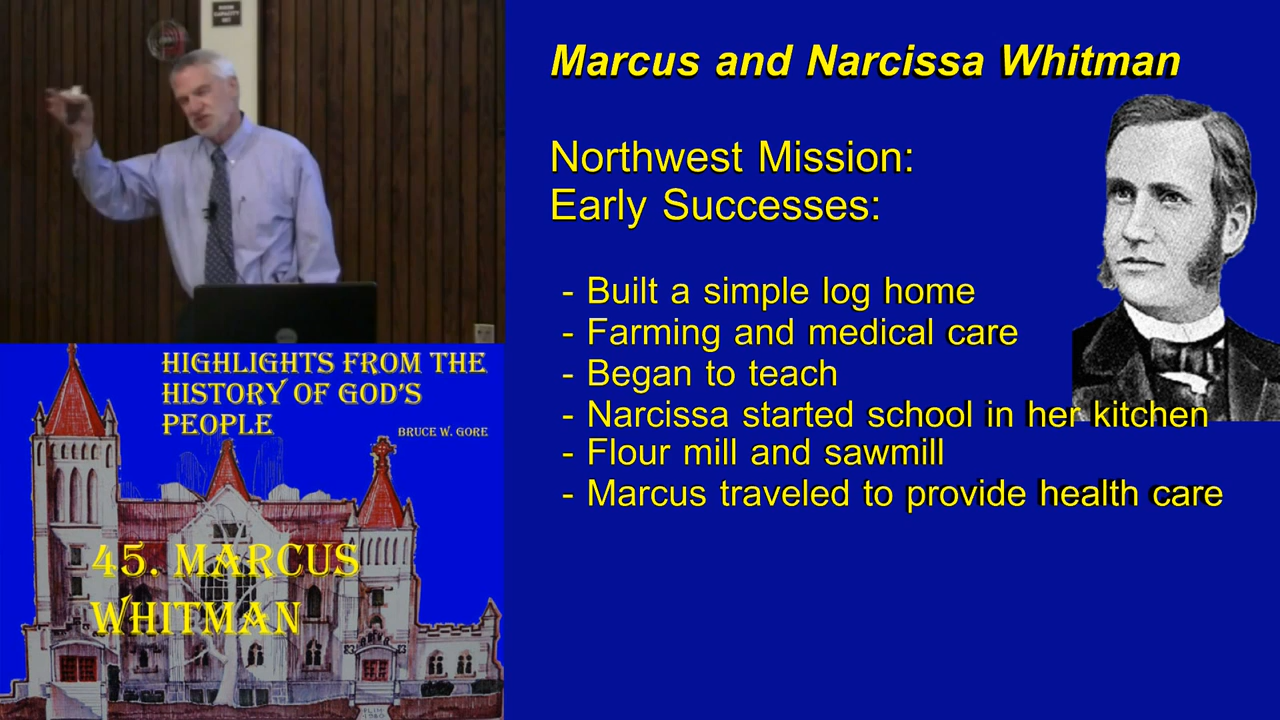 ROOM
CAPACITY
Marcus and Narcissa Whitman
Northwest Mission:
Early Successes:
- Built a simple log home
- Farming and medical care
- Began to teach
- Narcissa started school in her kitchen
- Flour mill and sawmill
- Marcus traveled to provide health care
HIGHLIGHTS FROM THE
HISTORY OF GOD'S
PEOPLE
BRUCE W. GORE
45. MARCUS
WHITMAN